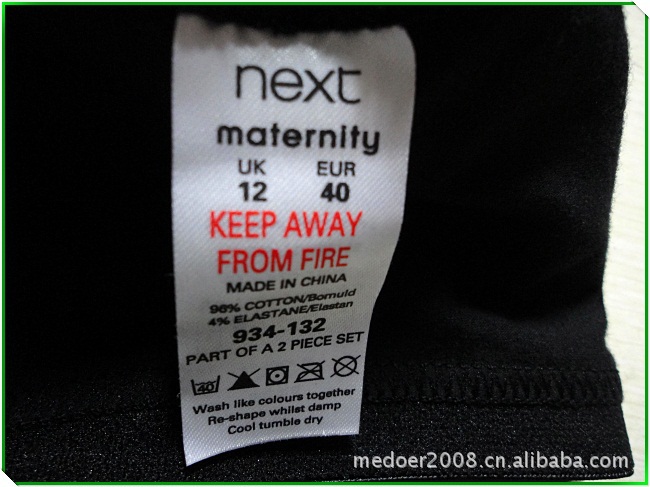 next
maternity
UK EUR
12 40
KEEP AWAY
FROM FIRE
MADE IN CHINA
96% COTTON/Bomuld
4% ELASTANE/Elastan
934-132
PART OF A 2 PIECE SET
40
Wash like colours together
Re-shape whilst damp
Cool tumble dry
medoer2008.cn.alibaba.com